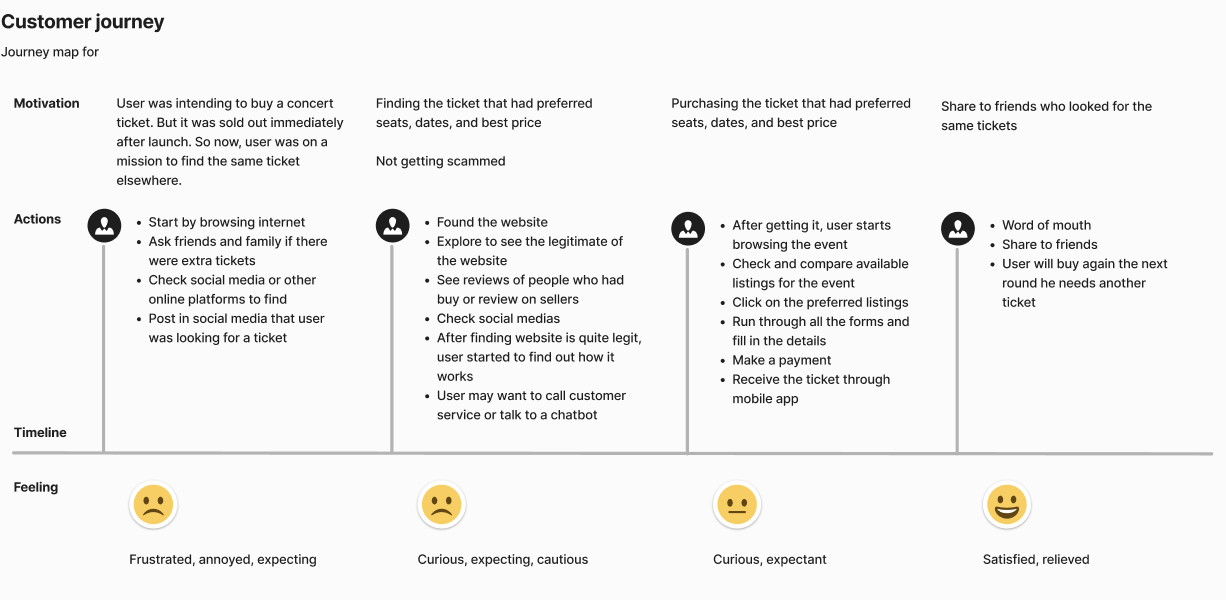 Customer journey
Journey map for
Motivation
User was intending to buy a concert
ticket. But it was sold out immediately
after launch. So now, user was on a
mission to find the same ticket
elsewhere.
Finding the ticket that had preferred
seats, dates, and best price
Not getting scammed
Purchasing the ticket that had preferred
seats, dates, and best price
Share to friends who looked for the
same tickets
Actions
• Start by browsing internet
• Ask friends and family if there
were extra tickets
• Check social media or other
online platforms to find
• Post in social media that user
was looking for a ticket
• Found the website
• Explore to see the legitimate of
the website
• See reviews of people who had
buy or review on sellers
• Check social medias
• After finding website is quite legit,
user started to find out how it
works
• User may want to call customer
service or talk to a chatbot
• After getting it, user starts
browsing the event
• Check and compare available
listings for the event
• Click on the preferred listings
• Run through all the forms and
fill in the details
• Make a payment
• Receive the ticket through
mobile app
• Word of mouth
• Share to friends
• User will buy again the next
round he needs another
ticket
Timeline
Feeling
Frustrated, annoyed, expecting
Curious, expecting, cautious
Curious, expectant
Satisfied, relieved